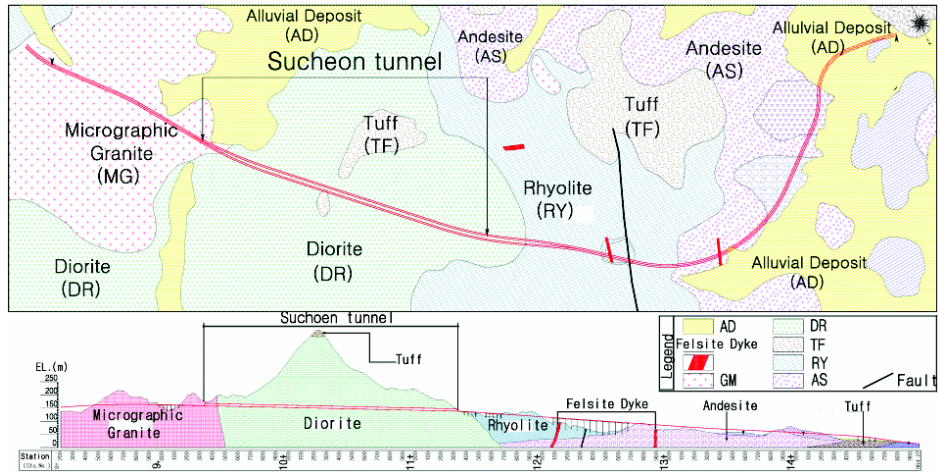 Alluvial Deposit
(AD)
Andesite
(AS)
Alluvial Deposit
(AD)
Andesite
(AS)
Sucheon tunnel
Micrographic
Granite
(MG)
Tuff
(TF)
Tuff
(TF)
Rhyolite
(RY)
Diorite
(DR)
Diorite
(DR)
Alluvial Deposit
(AD)
Suchoen tunnel
Tuff
EL.(m)
250
200
150
100
50
0
Micrographic
Granite
Diorite
Rhyolite
Felsite Dyke
Andesite
Tuff
Legend
AD
DR
Felsite Dyke
TF
RY
GM
AS
Fault
Station
(Sta,No.)
9+
10+
11+
12+
13+
14+